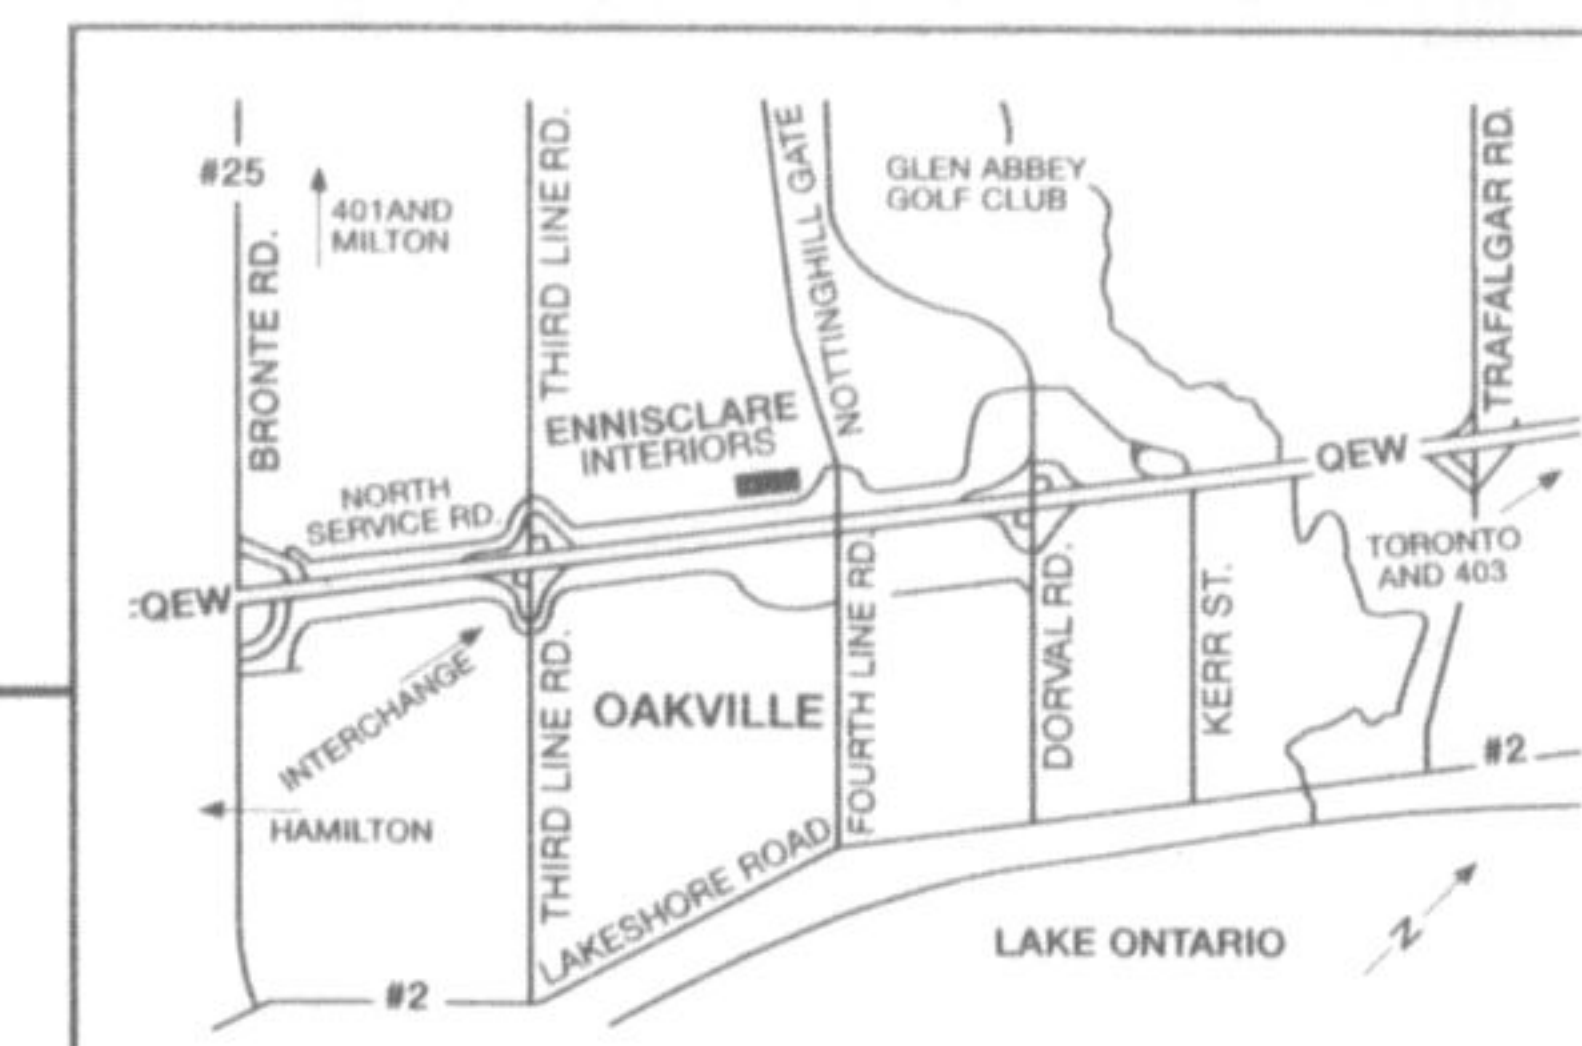 #25
401AND
MILTON
BRONTE RD.
THIRD LINE RD.
NOTTINGHILL GATE
GLEN ABBEY
GOLF CLUB
TRAFALGAR RD.
ENNISCLARE
INTERIORS
NORTH
SERVICE RD.
QEW
TORONTO
AND 403
:QEW
INTERCHANGE
HAMILTON
THIRD LINE RD.
OAKVILLE
FOURTH LINE RD.
DORVAL RD.
KERR ST.
#2
LAKESHORE ROAD
#2
LAKE ONTARIO
N